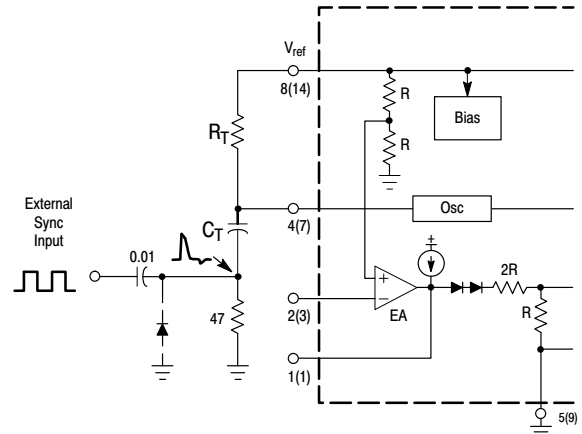 V_ref
8(14)
R
Bias
R_T
R
External
Sync
Input
4(7)
Osc
C_T
0.01
+
2R
+
−
EA
R
47
2(3)
1(1)
5(9)